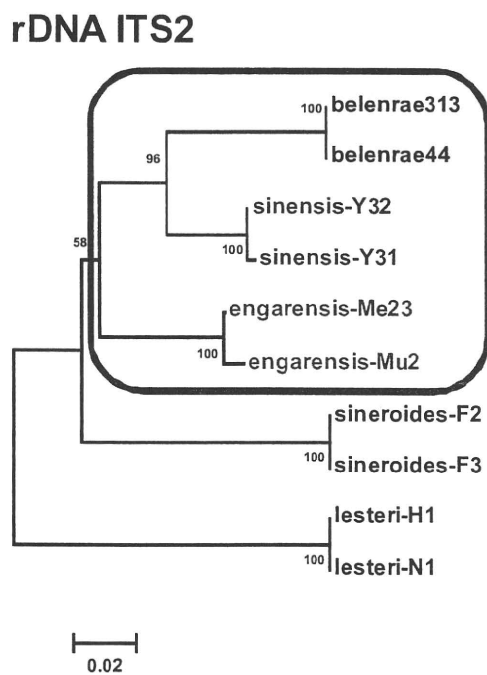 rDNA ITS2
100
belenrae313
belenrae44
96
sinensis-Y32
100
sinensis-Y31
58
engarensis-Me23
100
engarensis-Mu2
sineroides-F2
100
sineroides-F3
lesteri-H1
100
lesteri-N1
0.02